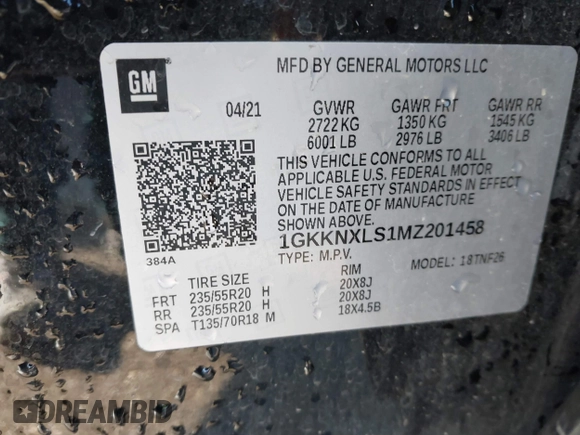 GM
MFD BY GENERAL MOTORS LLC
04/21 GVWR GAWR FRT GAWR RR
2722 KG 1350 KG 1545 KG
6001 LB 2976 LB 3406 LB
THIS VEHICLE CONFORMS TO ALL
APPLICABLE U.S. FEDERAL MOTOR
VEHICLE SAFETY STANDARDS IN EFFECT
ON THE DATE OF MANUFACTURE
SHOWN ABOVE.
384A
1GKKNXLS1MZ201458
TYPE: M.P.V. MODEL: 18TNF26
TIRE SIZE RIM
FRT 235/55R20 H 20X8J
RR 235/55R20 H 20X8J
SPA T135/70R18 M 18X4.5B
DREAMBID